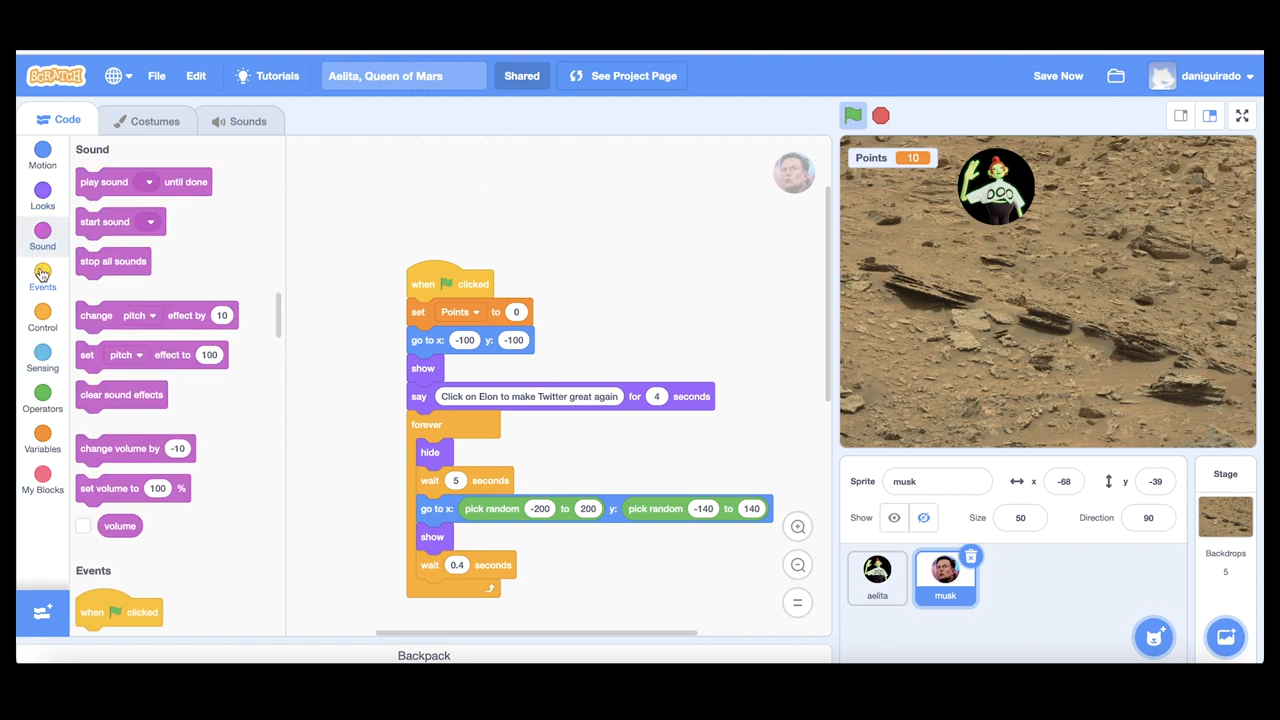 SCRATCH
File
Edit
Tutorials
Aelita, Queen of Mars
Shared
See Project Page
Save Now
daniguirado
Code
Costumes
Sounds
Motion
Looks
Sound
Events
Control
Sensing
Operators
Variables
My Blocks
Sound
play sound until done
start sound
stop all sounds
change pitch effect by 10
set pitch effect to 100
clear sound effects
change volume by -10
set volume to 100 %
volume
Events
when clicked
when clicked
set Points to 0
go to x: -100 y: -100
show
say Click on Elon to make Twitter great again for 4 seconds
forever
hide
wait 5 seconds
go to x: pick random -200 to 200 y: pick random -140 to 140
show
wait 0.4 seconds
Backpack
Points 10
Sprite musk x -68 y -39
Show Size 50 Direction 90
aelita
musk
Stage
Backdrops
5